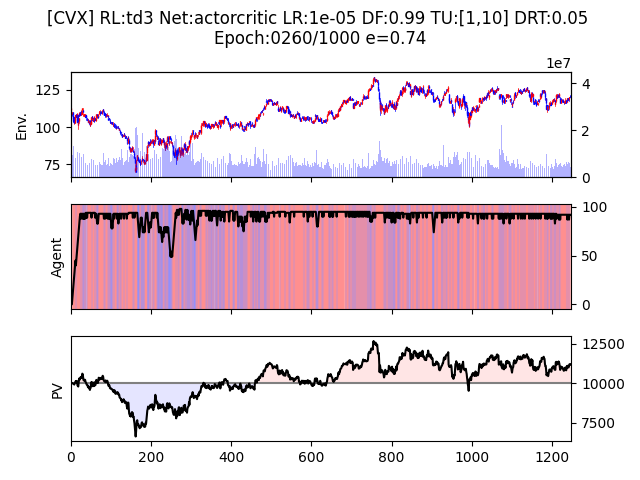 [CVX] RL:td3 Net:actorcritic LR:1e-05 DF:0.99 TU:[1,10] DRT:0.05
Epoch:0260/1000 e=0.74
1e7
125
100
75
Env.
4
2
0
Agent
100
50
0
PV
12500
10000
7500
0 200 400 600 800 1000 1200